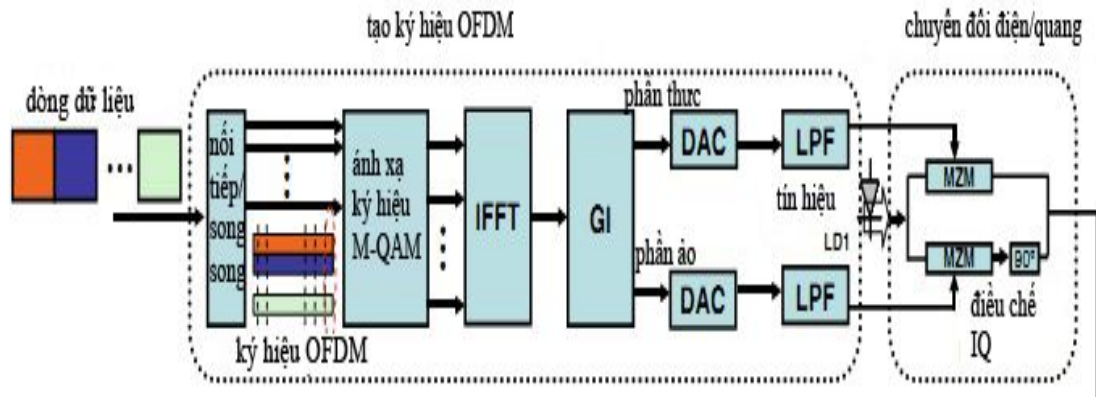 tạo ký hiệu OFDM
chuyên đôi điện/quang
dòng dữ liệu
nối
tiếp/
song
song
ánh xạ
ký hiệu
M-QAM
IFFT
GI
phần thực
DAC
LPF
tín hiệu
LD1
phần ảo
DAC
LPF
MZM
MZM
90°
điều chế
IQ
ký hiệu OFDM